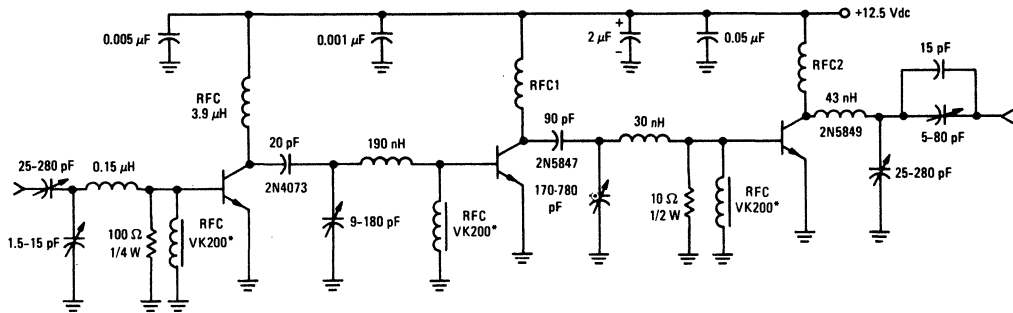 +12.5 Vdc
0.005 µF
0.001 µF
+
2 µF
–
0.05 µF
RFC
3.9 µH
RFC1
RFC2
15 pF
43 nH
2N5849
5-80 pF
25-280 pF
20 pF
2N4073
190 nH
90 pF
2N5847
30 nH
25-280 pF
0.15 µH
1.5-15 pF
100 Ω
1/4 W
RFC
VK200*
9-180 pF
RFC
VK200*
170-780
pF
10 Ω
1/2 W
RFC
VK200*